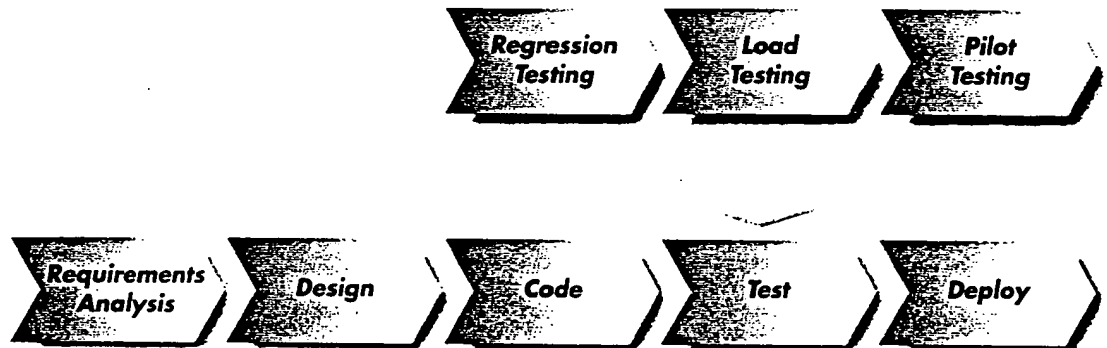 Regression
Testing
Load
Testing
Pilot
Testing
Requirements
Analysis
Design
Code
Test
Deploy